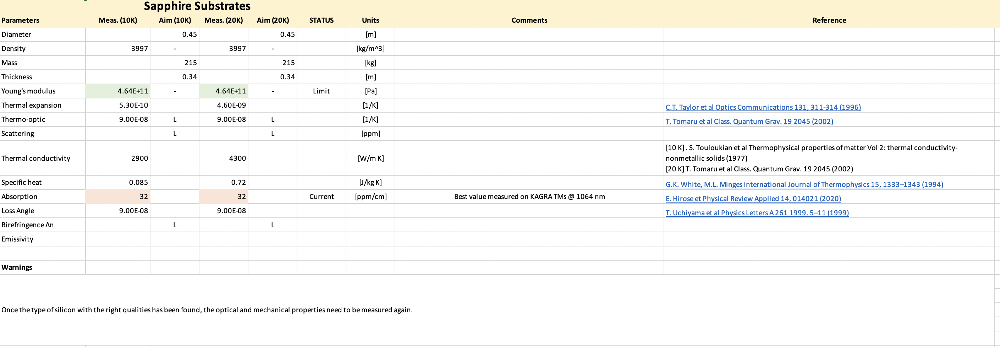 Sapphire Substrates
Parameters Meas. (10K) Aim (10K) Meas. (20K) Aim (20K) STATUS Units Comments Reference
Diameter 0.45 0.45 [m]
Density 3997 - 3997 - [kg/m^3]
Mass 215 215 [kg]
Thickness 0.34 0.34 [m]
Young's modulus 4.64E+11 - 4.64E+11 - Limit [Pa]
Thermal expansion 5.30E-10 4.60E-09 [1/K] C.T. Taylor et al Optics Communications 131, 311-314 (1996)
Thermo-optic 9.00E-08 L 9.00E-08 L [1/K] T. Tomaru et al Class. Quantum Grav. 19 2045 (2002)
Scattering L L [ppm]
[10 K] . S. Touloukian et al Thermophysical properties of matter Vol 2: thermal conductivity-
Thermal conductivity 2900 4300 [W/m K] nonmetallic solids (1977)
[20 K] T. Tomaru et al Class. Quantum Grav. 19 2045 (2002)
Specific heat 0.085 0.72 [J/kg K] G.K. White, M.L. Minges International Journal of Thermophysics 15, 1333–1343 (1994)
Absorption 32 32 Current [ppm/cm] Best value measured on KAGRA TMs @ 1064 nm E. Hirose et Physical Review Applied 14, 014021 (2020)
Loss Angle 9.00E-08 9.00E-08 T. Uchiyama et al Physics Letters A 261 1999. 5–11 (1999)
Birefringence Δn L L
Emissivity
Warnings
Once the type of silicon with the right qualities has been found, the optical and mechanical properties need to be measured again.